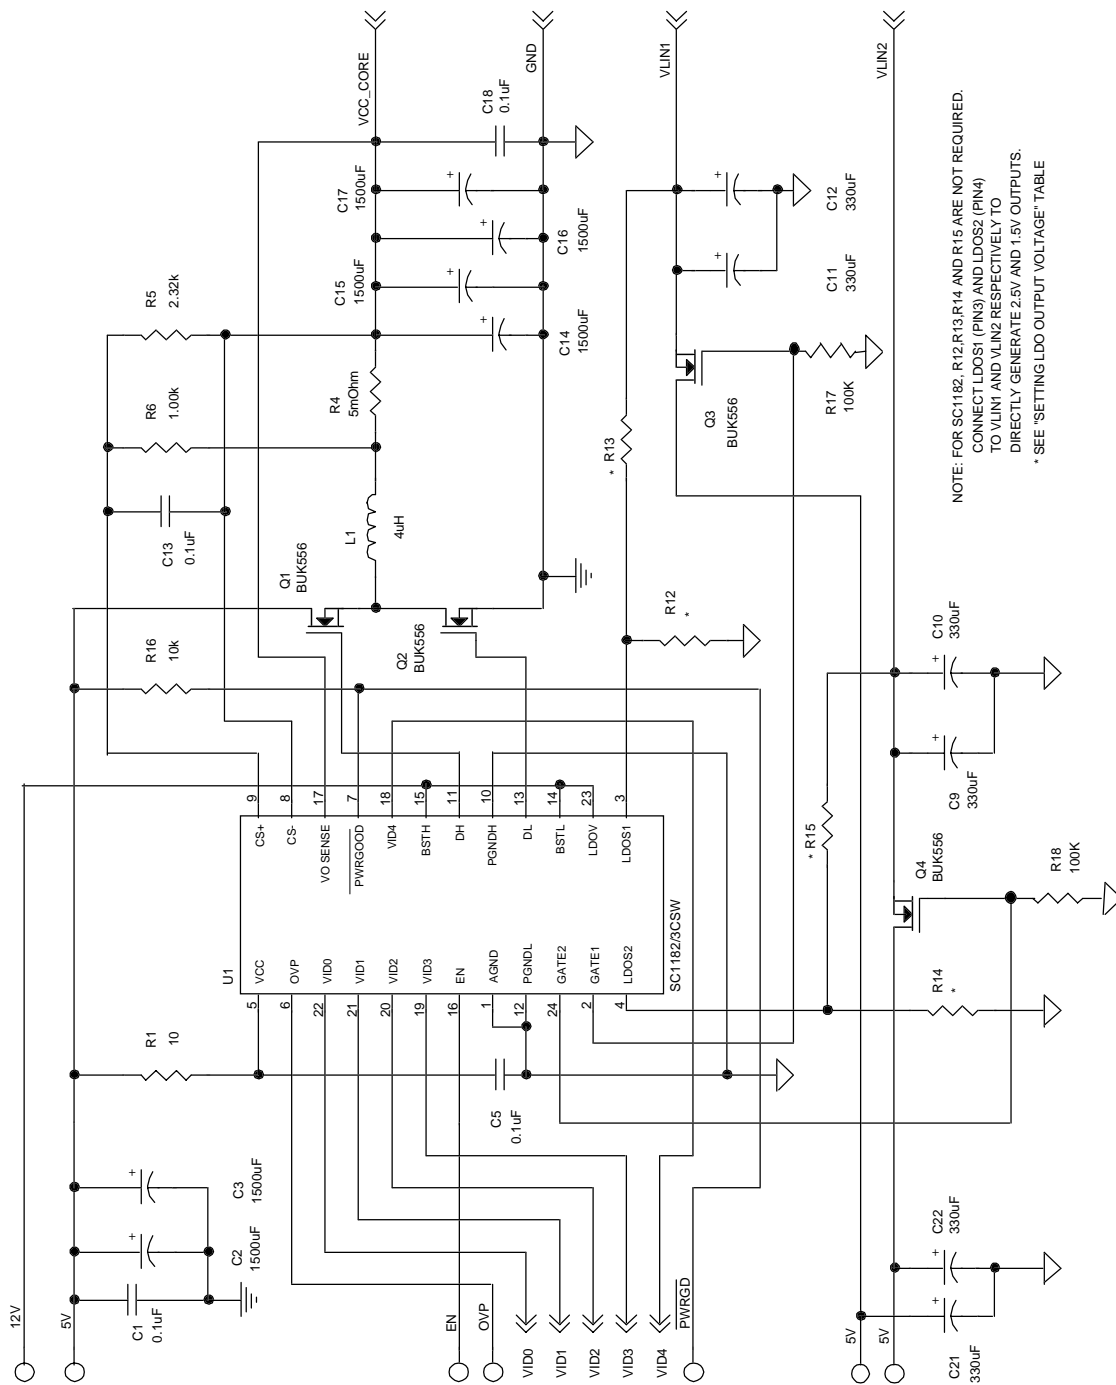 12V
5V
C1
0.1uF
C2
1500uF
C3
1500uF
R1
10
C5
0.1uF
EN
OVP
VID0
VID1
VID2
VID3
VID4
PWRGD
5V
5V
C21
330uF
C22
330uF
U1
SC1182/3CSW
5
VCC
6
OVP
22
VID0
21
VID1
20
VID2
19
VID3
16
EN
1
AGND
12
PGNDL
24
GATE2
2
GATE1
4
LDOS2
CS+
9
CS-
8
VO SENSE
17
PWRGOOD
7
VID4
18
BSTH
15
DH
11
PGNDH
10
DL
13
BSTL
14
LDOV
23
LDOS1
3
R16
10k
Q1
BUK556
Q2
BUK556
C13
0.1uF
R6
1.00k
R5
2.32k
L1
4uH
R4
5mOhm
C14
1500uF
C15
1500uF
C16
1500uF
C17
1500uF
C18
0.1uF
VCC_CORE
GND
R12
*
* R13
Q3
BUK556
R17
100K
C11
330uF
C12
330uF
VLIN1
R14
*
* R15
Q4
BUK556
R18
100K
C9
330uF
C10
330uF
VLIN2
NOTE: FOR SC1182, R12,R13,R14 AND R15 ARE NOT REQUIRED.
CONNECT LDOS1 (PIN3) AND LDOS2 (PIN4)
TO VLIN1 AND VLIN2 RESPECTIVELY TO
DIRECTLY GENERATE 2.5V AND 1.5V OUTPUTS.
* SEE "SETTING LDO OUTPUT VOLTAGE" TABLE